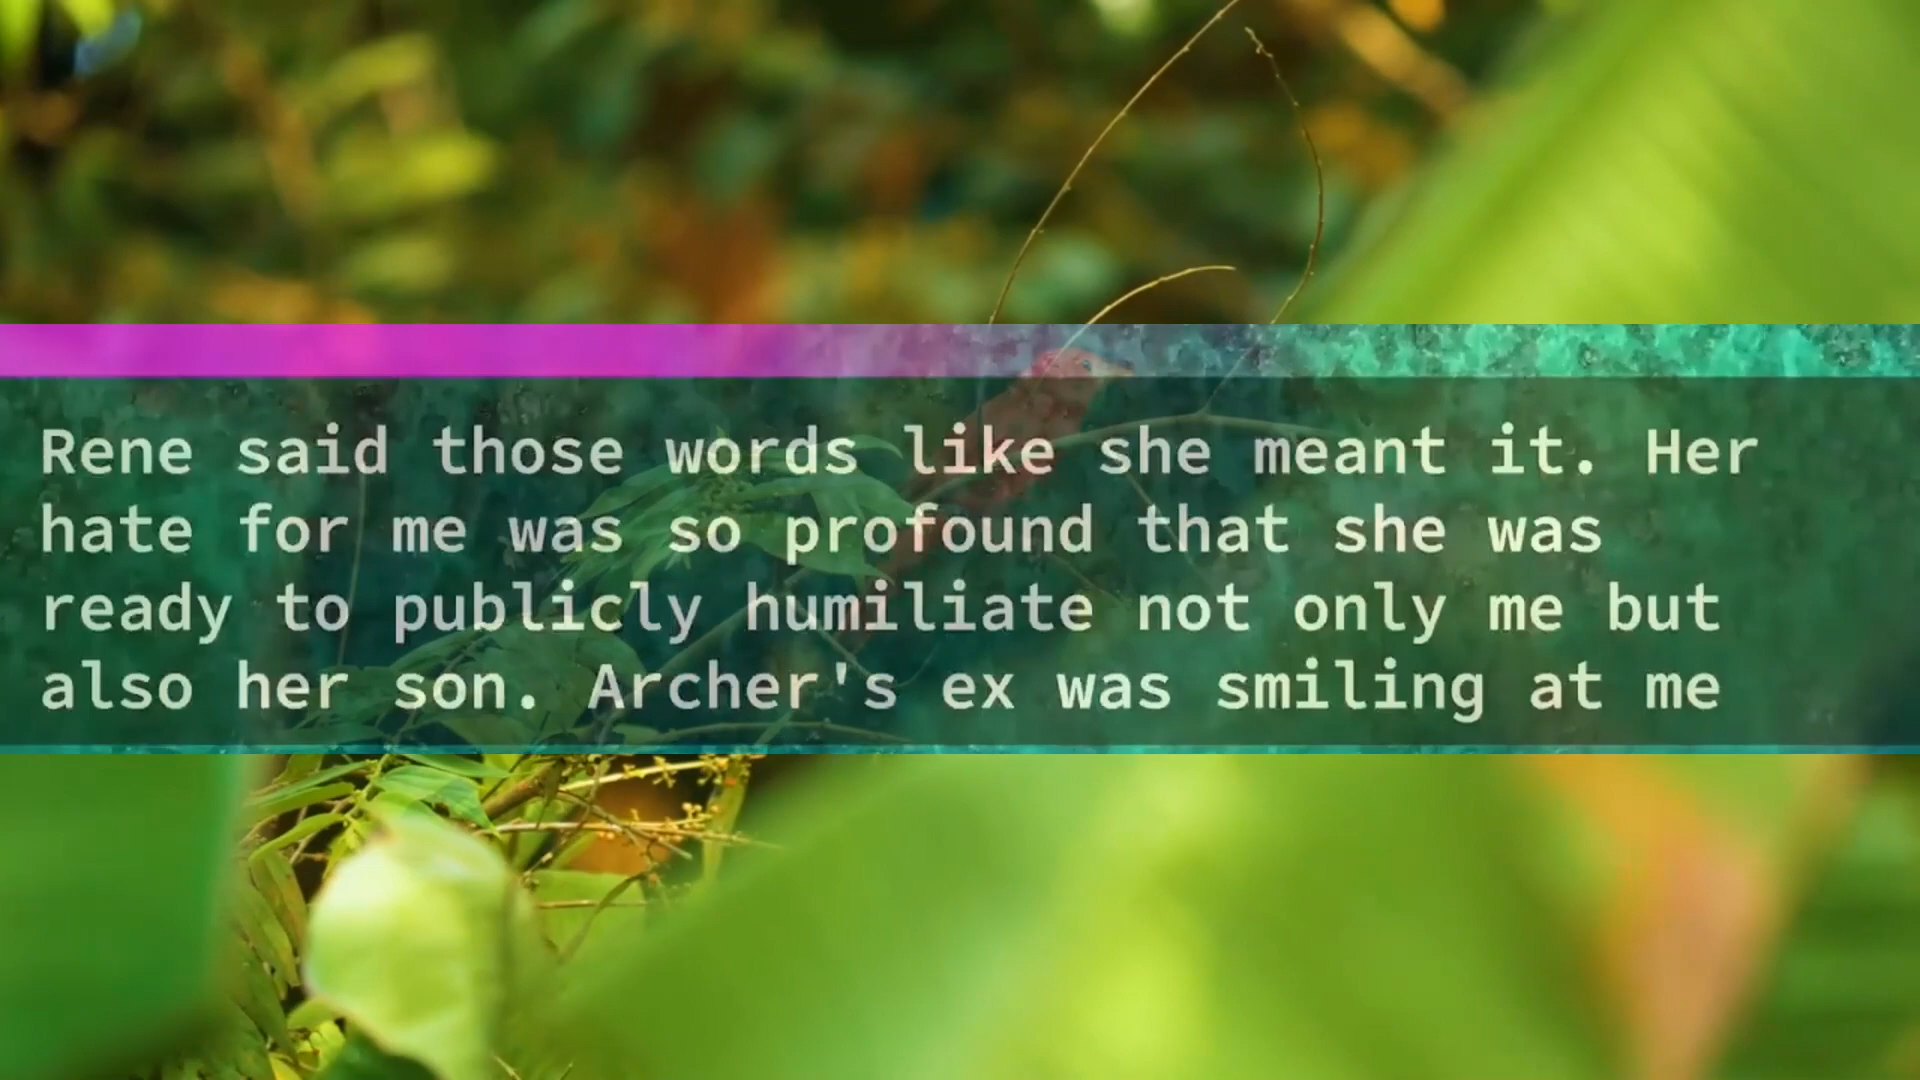 Rene said those words like she meant it. Her
hate for me was so profound that she was
ready to publicly humiliate not only me but
also her son. Archer's ex was smiling at me